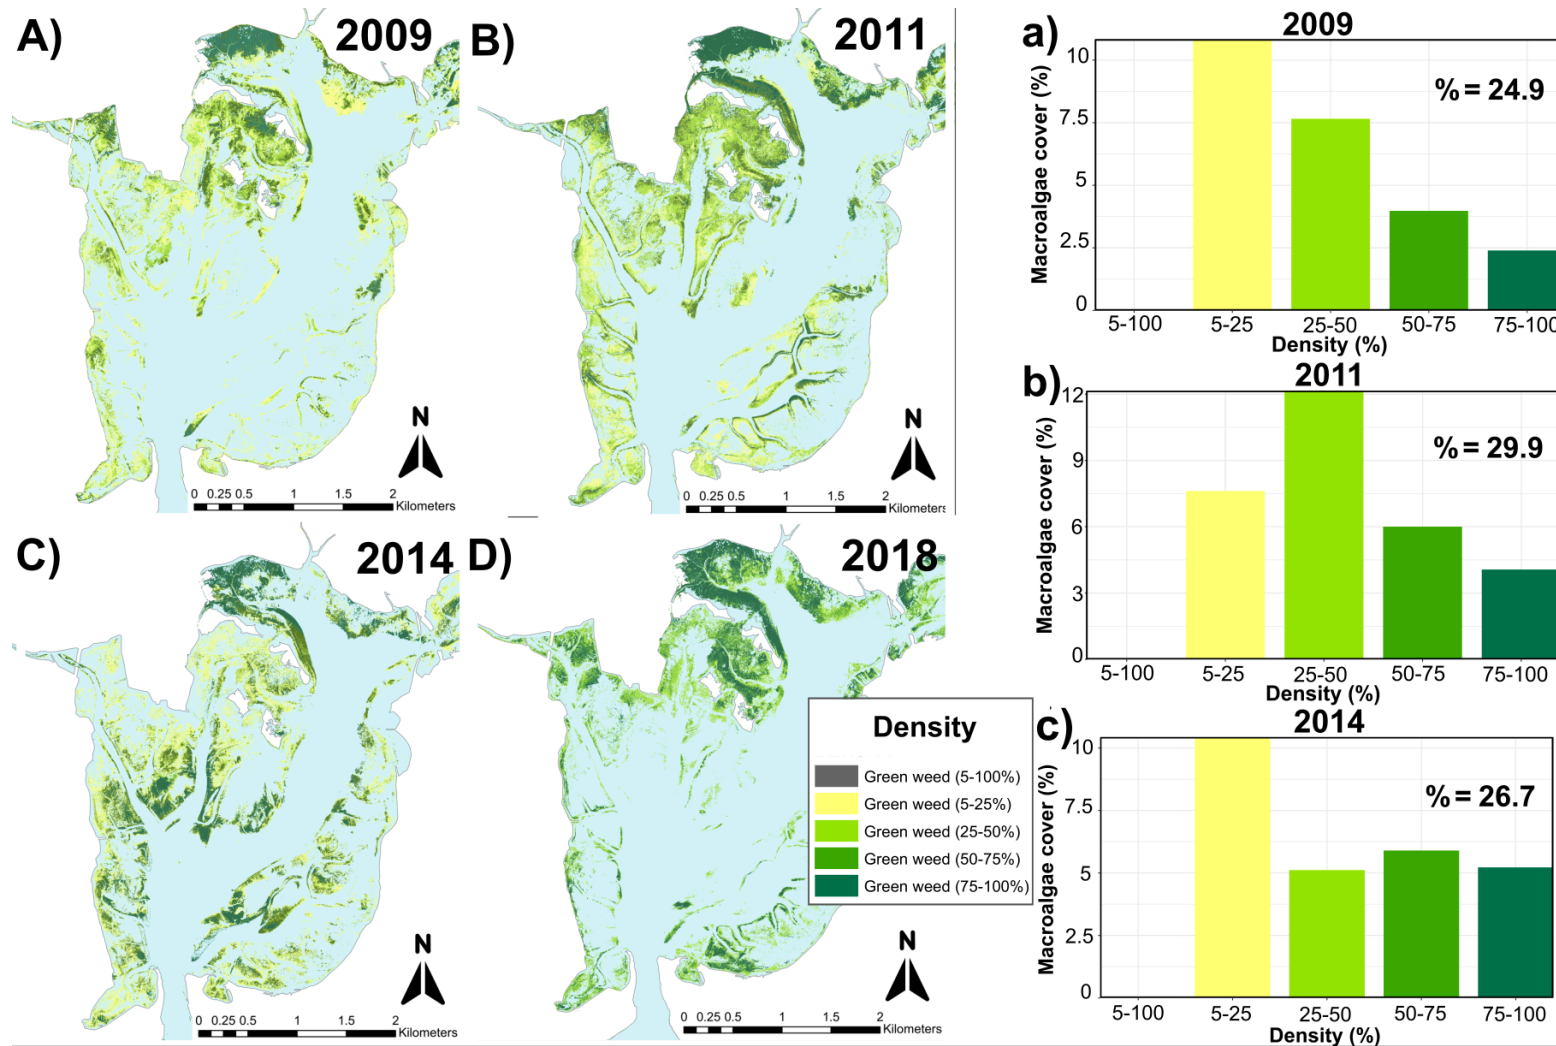 A)
2009
B)
2011
N
0 0.25 0.5 1 1.5 2
Kilometers
N
0 0.25 0.5 1 1.5 2
Kilometers
C)
2014
D)
2018
N
0 0.25 0.5 1 1.5 2
Kilometers
N
0 0.25 0.5 1 1.5 2
Kilometers
Density
Green weed (5-100%)
Green weed (5-25%)
Green weed (25-50%)
Green weed (50-75%)
Green weed (75-100%)
a)
2009
% = 24.9
Macroalgae cover (%)
10
7.5
5
2.5
0
5-100 5-25 25-50 50-75 75-100
Density (%)
b)
2011
% = 29.9
Macroalgae cover (%)
12
9
6
3
0
5-100 5-25 25-50 50-75 75-100
Density (%)
c)
2014
% = 26.7
Macroalgae cover (%)
10
7.5
5
2.5
0
5-100 5-25 25-50 50-75 75-100
Density (%)